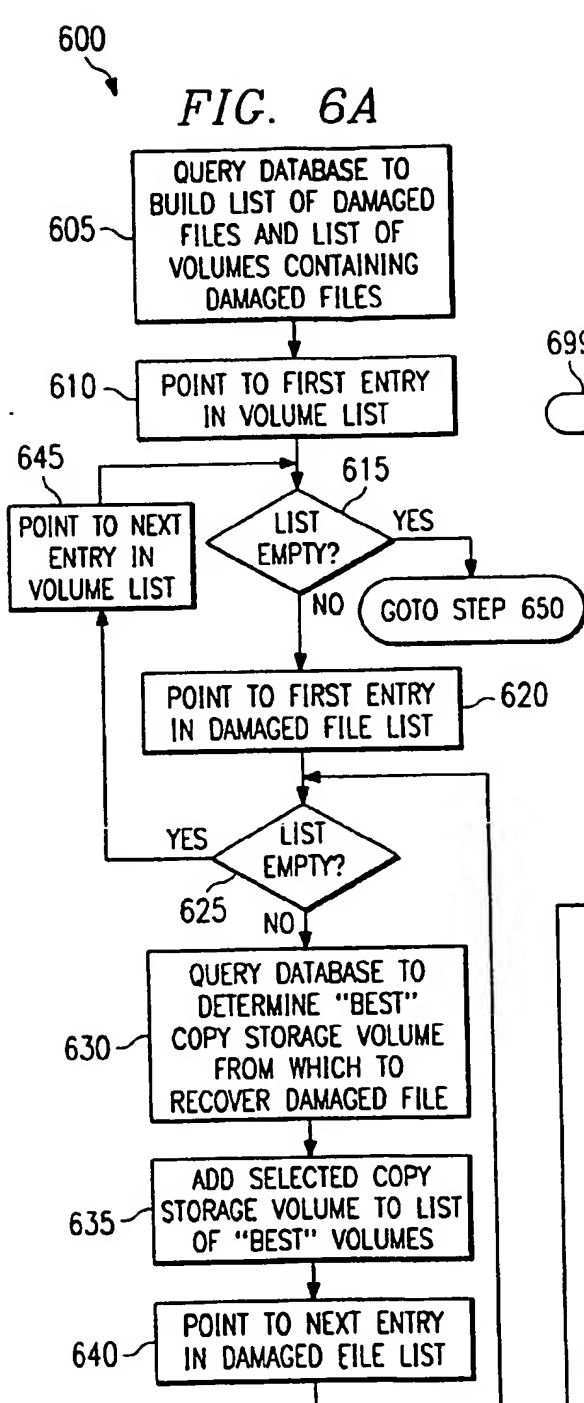 600
FIG. 6A
QUERY DATABASE TO
BUILD LIST OF DAMAGED
FILES AND LIST OF
VOLUMES CONTAINING
DAMAGED FILES
605
POINT TO FIRST ENTRY
IN VOLUME LIST
610
699
645
POINT TO NEXT
ENTRY IN
VOLUME LIST
615
LIST
EMPTY?
YES
NO
GOTO STEP 650
POINT TO FIRST ENTRY
IN DAMAGED FILE LIST
620
YES
LIST
EMPTY?
625
NO
QUERY DATABASE TO
DETERMINE "BEST"
COPY STORAGE VOLUME
FROM WHICH TO
RECOVER DAMAGED FILE
630
ADD SELECTED COPY
STORAGE VOLUME TO LIST
OF "BEST" VOLUMES
635
POINT TO NEXT ENTRY
IN DAMAGED FILE LIST
640